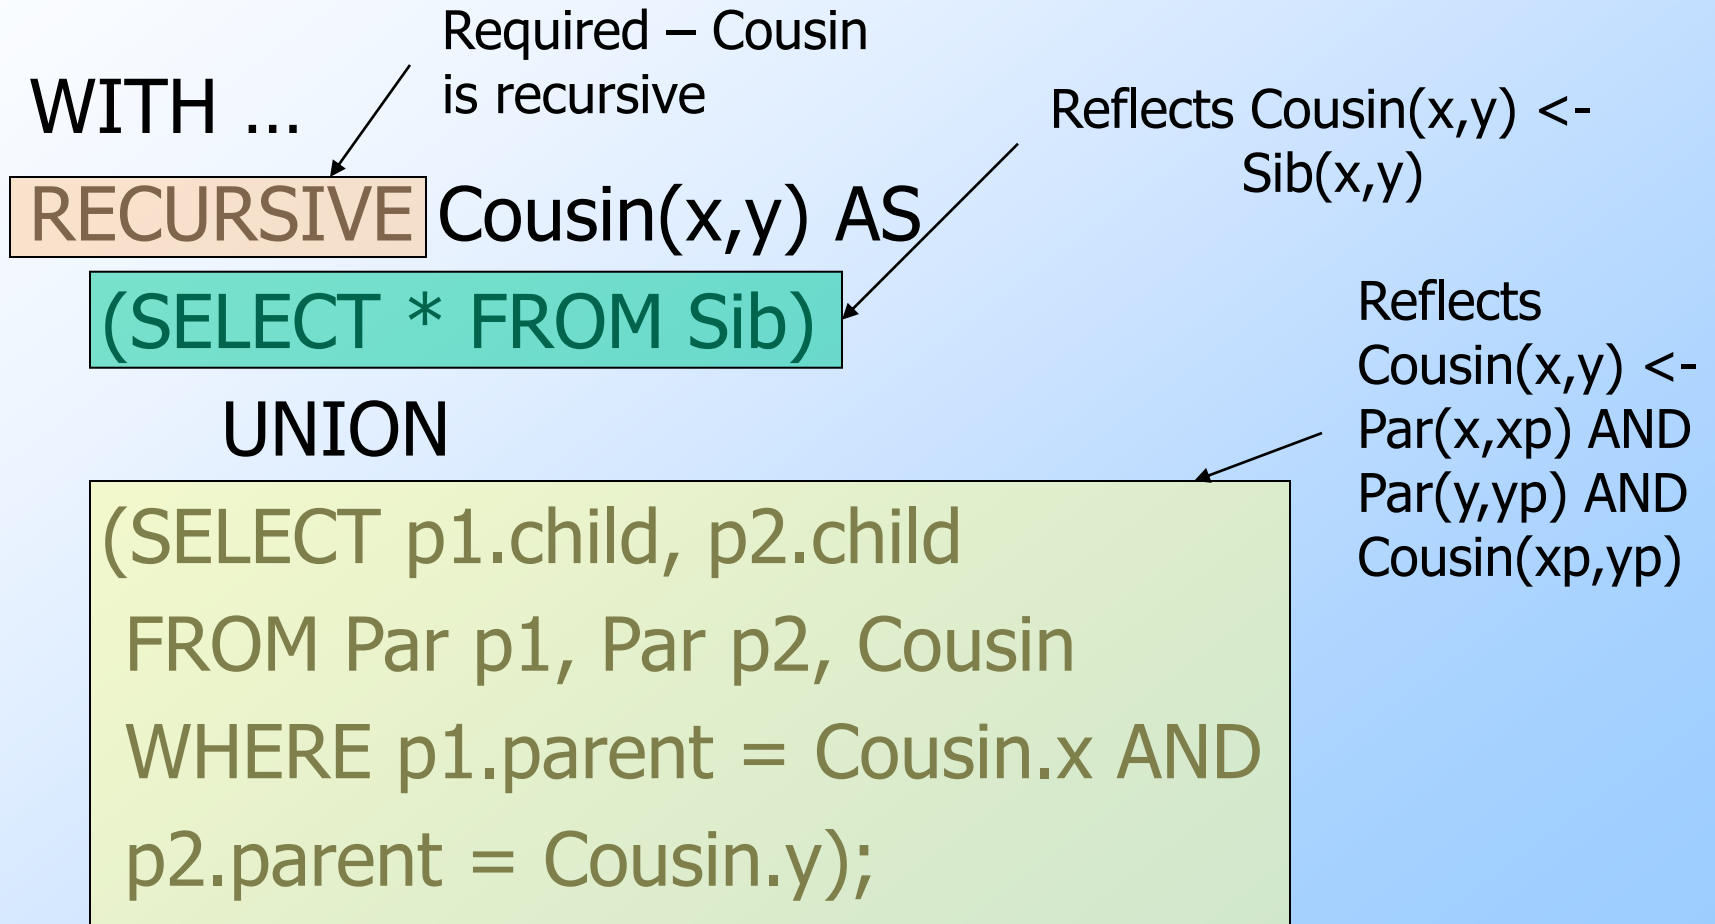 Required – Cousin
is recursive
WITH …
RECURSIVE Cousin(x,y) AS
(SELECT * FROM Sib)
UNION
(SELECT p1.child, p2.child
FROM Par p1, Par p2, Cousin
WHERE p1.parent = Cousin.x AND
p2.parent = Cousin.y);
Reflects Cousin(x,y) <-
Sib(x,y)
Reflects
Cousin(x,y) <-
Par(x,xp) AND
Par(y,yp) AND
Cousin(xp,yp)